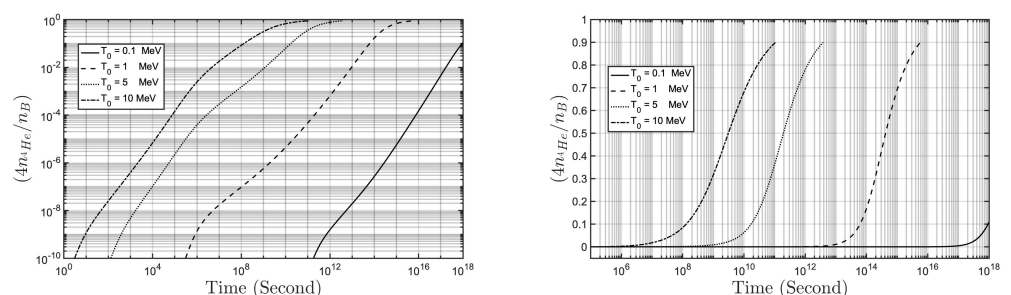 10^0
10^-2
10^-4
10^-6
10^-8
10^-10
(4n_{^4He}/n_B)
T_0 = 0.1 MeV
T_0 = 1 MeV
T_0 = 5 MeV
T_0 = 10 MeV
10^0 10^4 10^8 10^12 10^16 10^18
Time (Second)
1
0.9
0.8
0.7
0.6
0.5
0.4
0.3
0.2
0.1
0
(4n_{^4He}/n_B)
T_0 = 0.1 MeV
T_0 = 1 MeV
T_0 = 5 MeV
T_0 = 10 MeV
10^6 10^8 10^10 10^12 10^14 10^16 10^18
Time (Second)